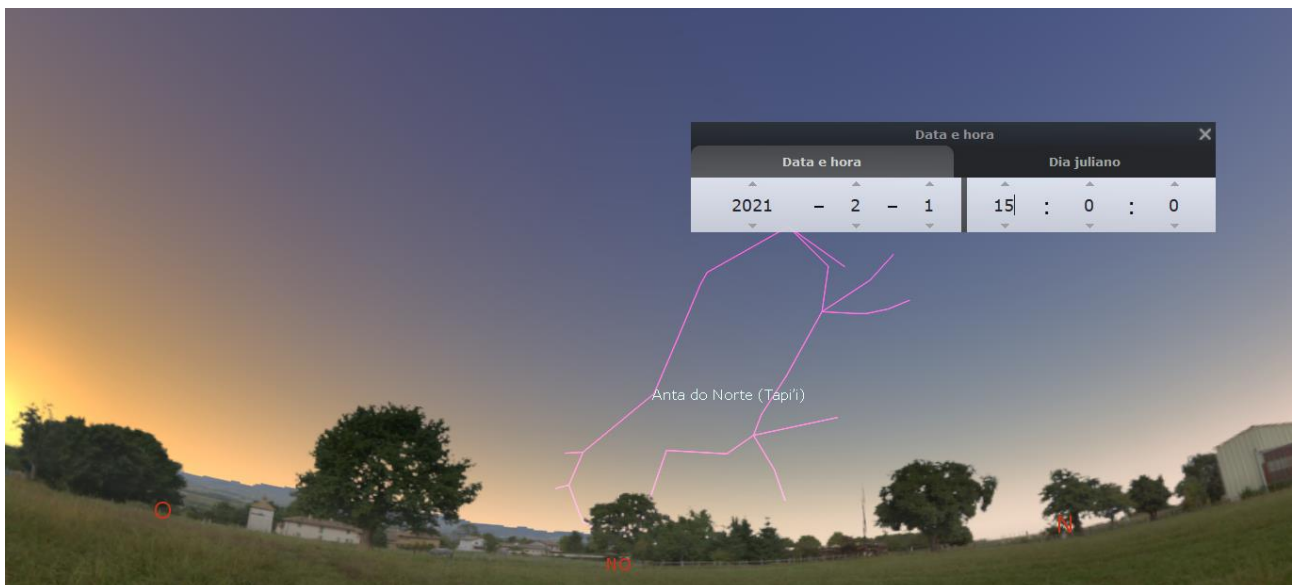 Data e hora
Data e hora Dia juliano
2021 – 2 – 1 15 : 0 : 0
Anta do Norte (Tapi'i)
O
N
NO